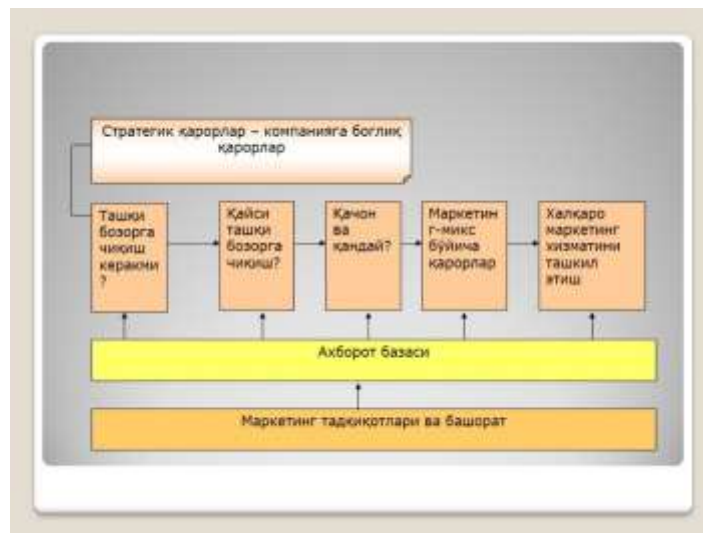 Стратегик қарорлар – компанияга боглиқ
қарорлар
Ташқи
бозорга
чиқиш
керакми
?
Қайси
ташқи
бозорга
чиқиш?
Қачон
ва
қандай?
Маркетин
г-микс
бўйича
қарорлар
Халқаро
маркетинг
хизматини
ташкил
этиш
Ахборот базаси
Маркетинг тадқиқотлари ва башорат